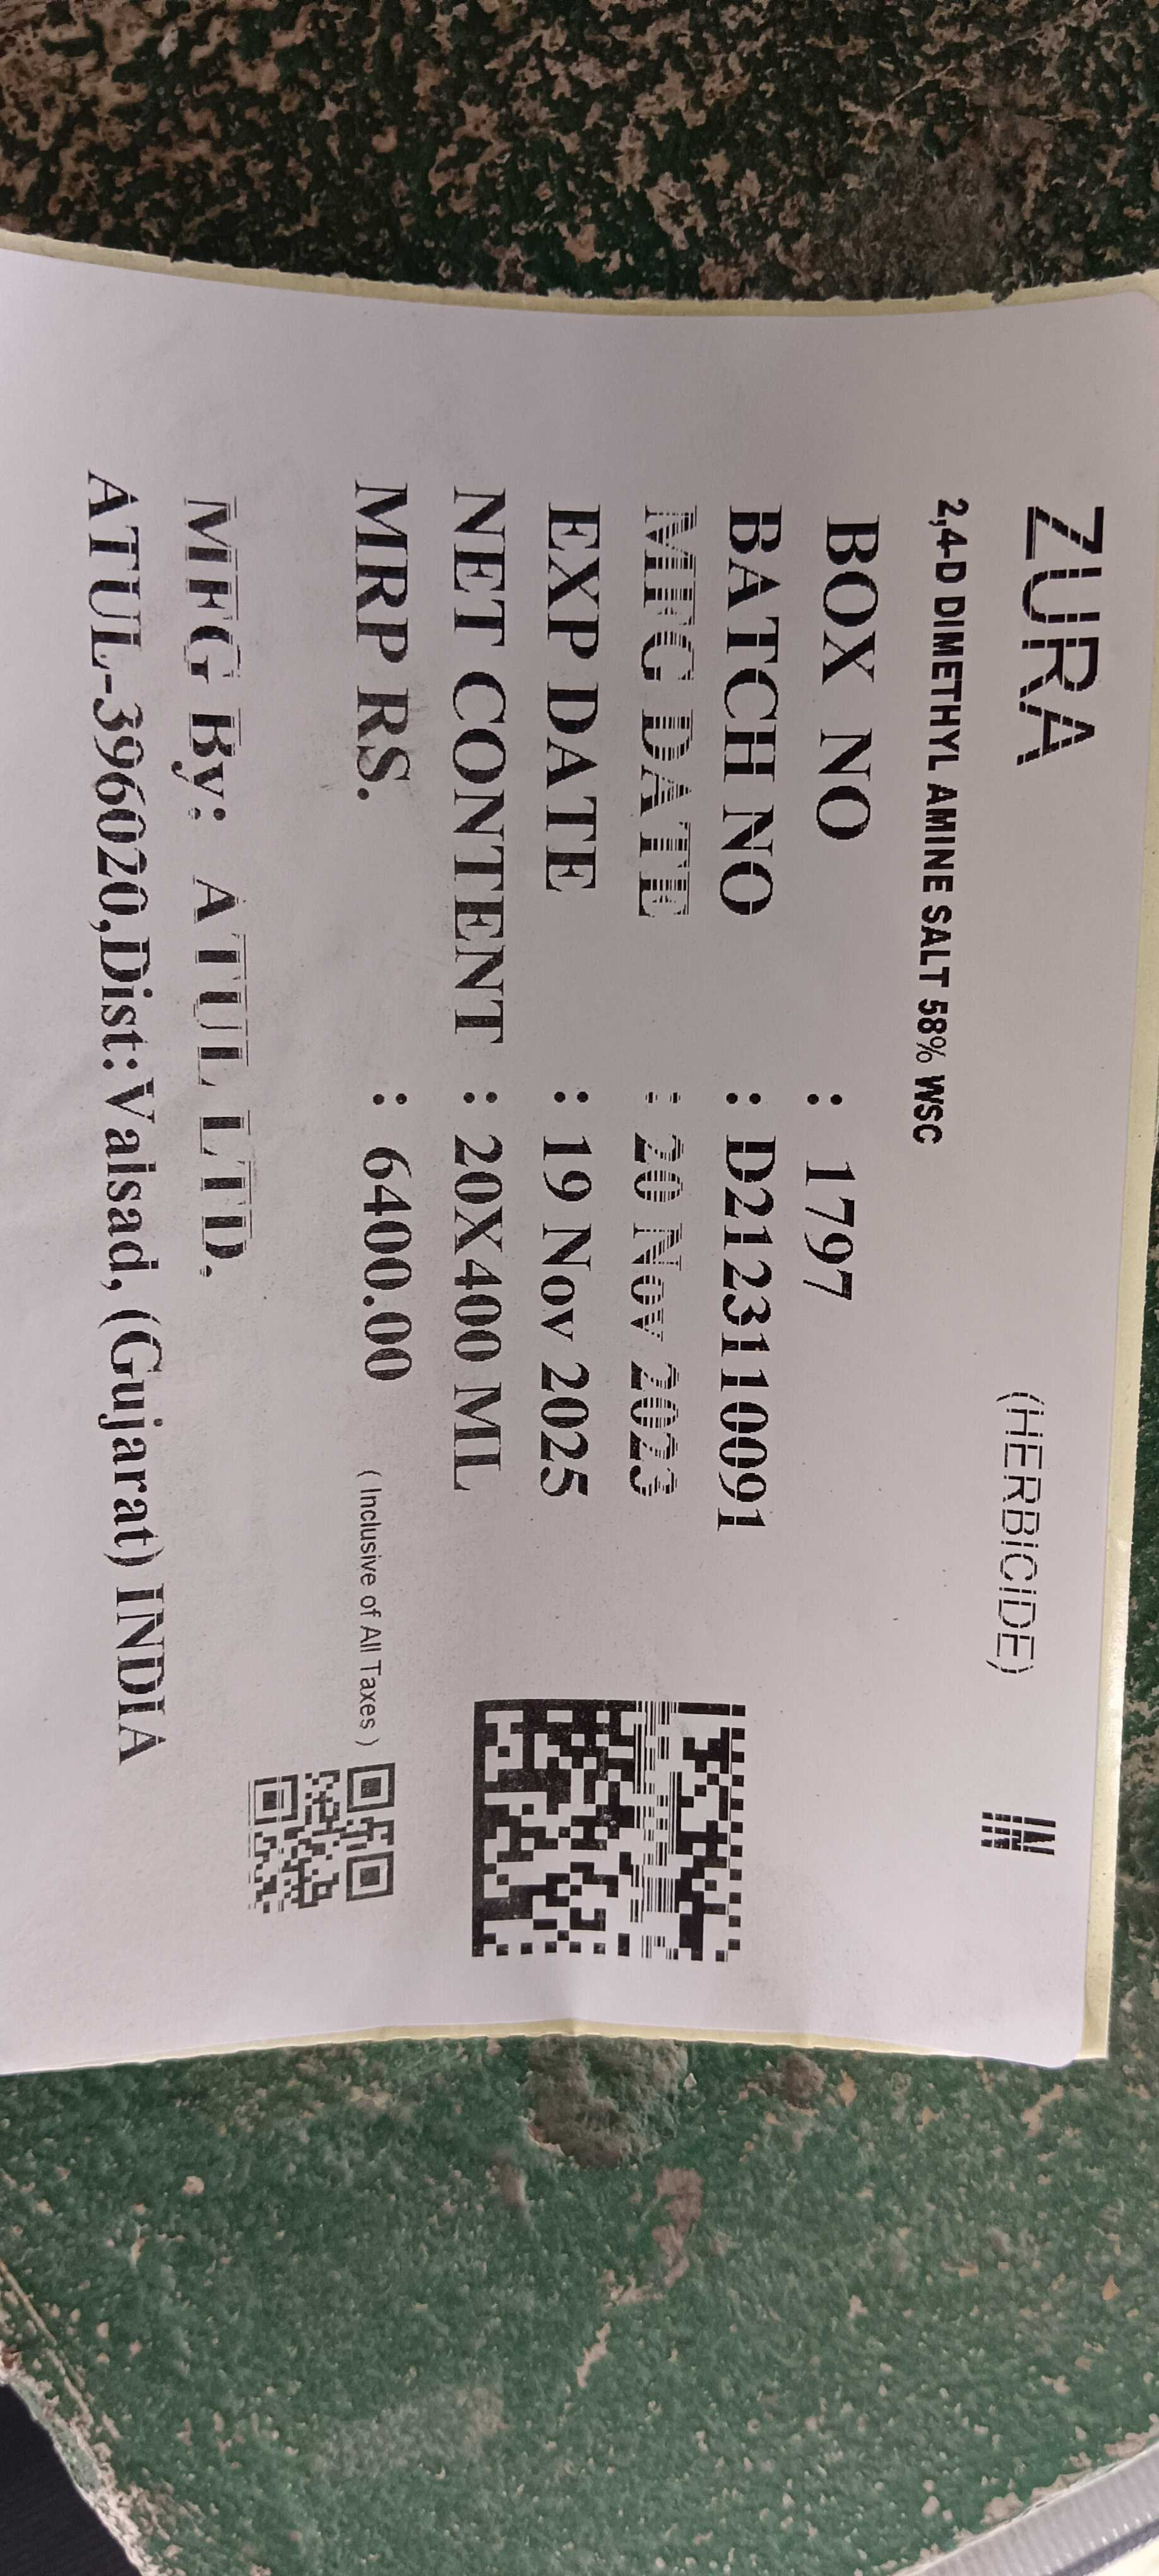 ZURA (HERBICIDE) IN
2,4-D DIMETHYL AMINE SALT 58% WSC
BOX NO : 1797
BATCH NO : D2123110091
MFG DATE : 20 Nov 2023
EXP DATE : 19 Nov 2025
NET CONTENT : 20X400 ML
MRP RS. : 6400.00 ( Inclusive of All Taxes )
MFG By: ATUL LTD.
ATUL-396020,Dist:Valsad, (Gujarat) INDIA